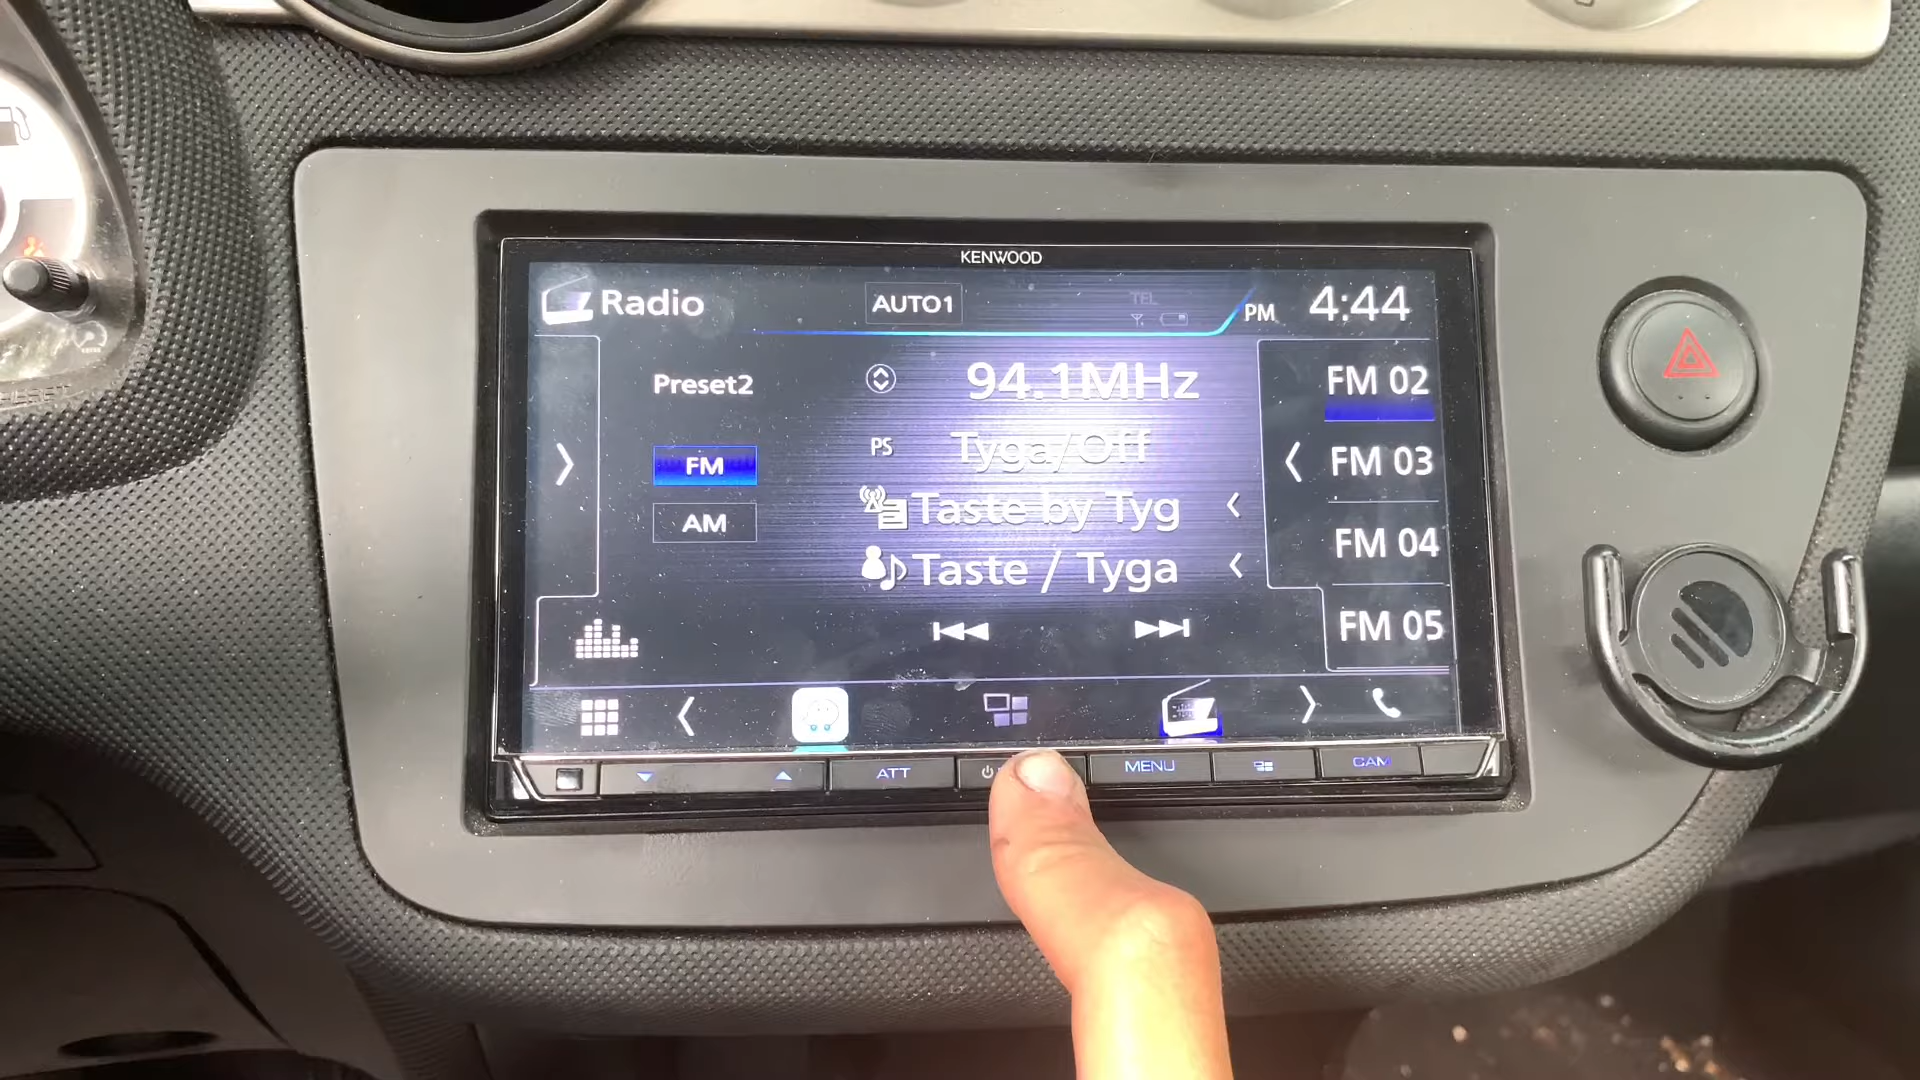 KENWOOD
Radio
AUTO1
TEL
PM 4:44
Preset2
94.1MHz
FM 02
PS Tyga/Off
FM
FM 03
Taste by Tyg
AM
FM 04
Taste / Tyga
FM 05
ATT
MENU
CAM